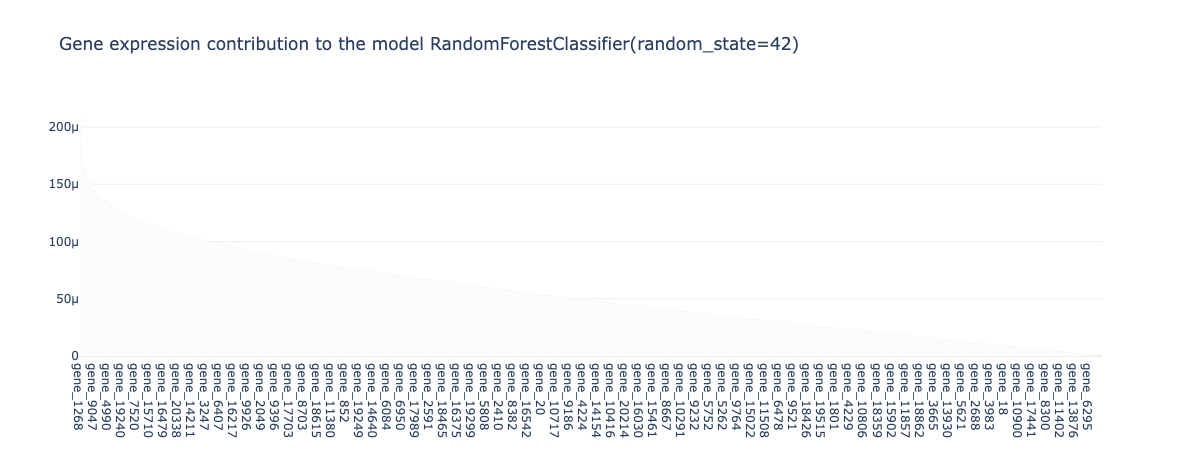 Gene expression contribution to the model RandomForestClassifier(random_state=42)
200μ
150μ
100μ
50μ
0
gene_1268
gene_9047
gene_4990
gene_19240
gene_7520
gene_15710
gene_16479
gene_20338
gene_14211
gene_3247
gene_6407
gene_16217
gene_9926
gene_2049
gene_9396
gene_17703
gene_8703
gene_18615
gene_11380
gene_852
gene_19249
gene_14640
gene_6084
gene_6950
gene_17989
gene_2591
gene_18465
gene_16375
gene_19299
gene_5808
gene_2410
gene_8382
gene_16542
gene_20
gene_10717
gene_9186
gene_4224
gene_14154
gene_10416
gene_20214
gene_16030
gene_15461
gene_8667
gene_10291
gene_9232
gene_5752
gene_5262
gene_9764
gene_15022
gene_11508
gene_6478
gene_9521
gene_18426
gene_19515
gene_1801
gene_4229
gene_10806
gene_18359
gene_15902
gene_11857
gene_18862
gene_3665
gene_13930
gene_5621
gene_2688
gene_3983
gene_18
gene_10900
gene_17441
gene_8300
gene_11402
gene_13876
gene_6295